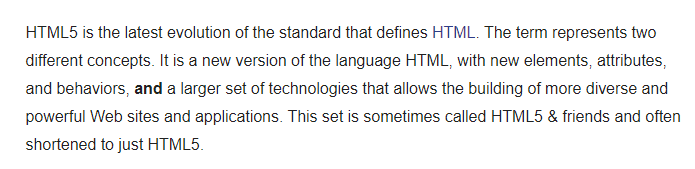 HTML5 is the latest evolution of the standard that defines HTML. The term represents two
different concepts. It is a new version of the language HTML, with new elements, attributes,
and behaviors, and a larger set of technologies that allows the building of more diverse and
powerful Web sites and applications. This set is sometimes called HTML5 & friends and often
shortened to just HTML5.